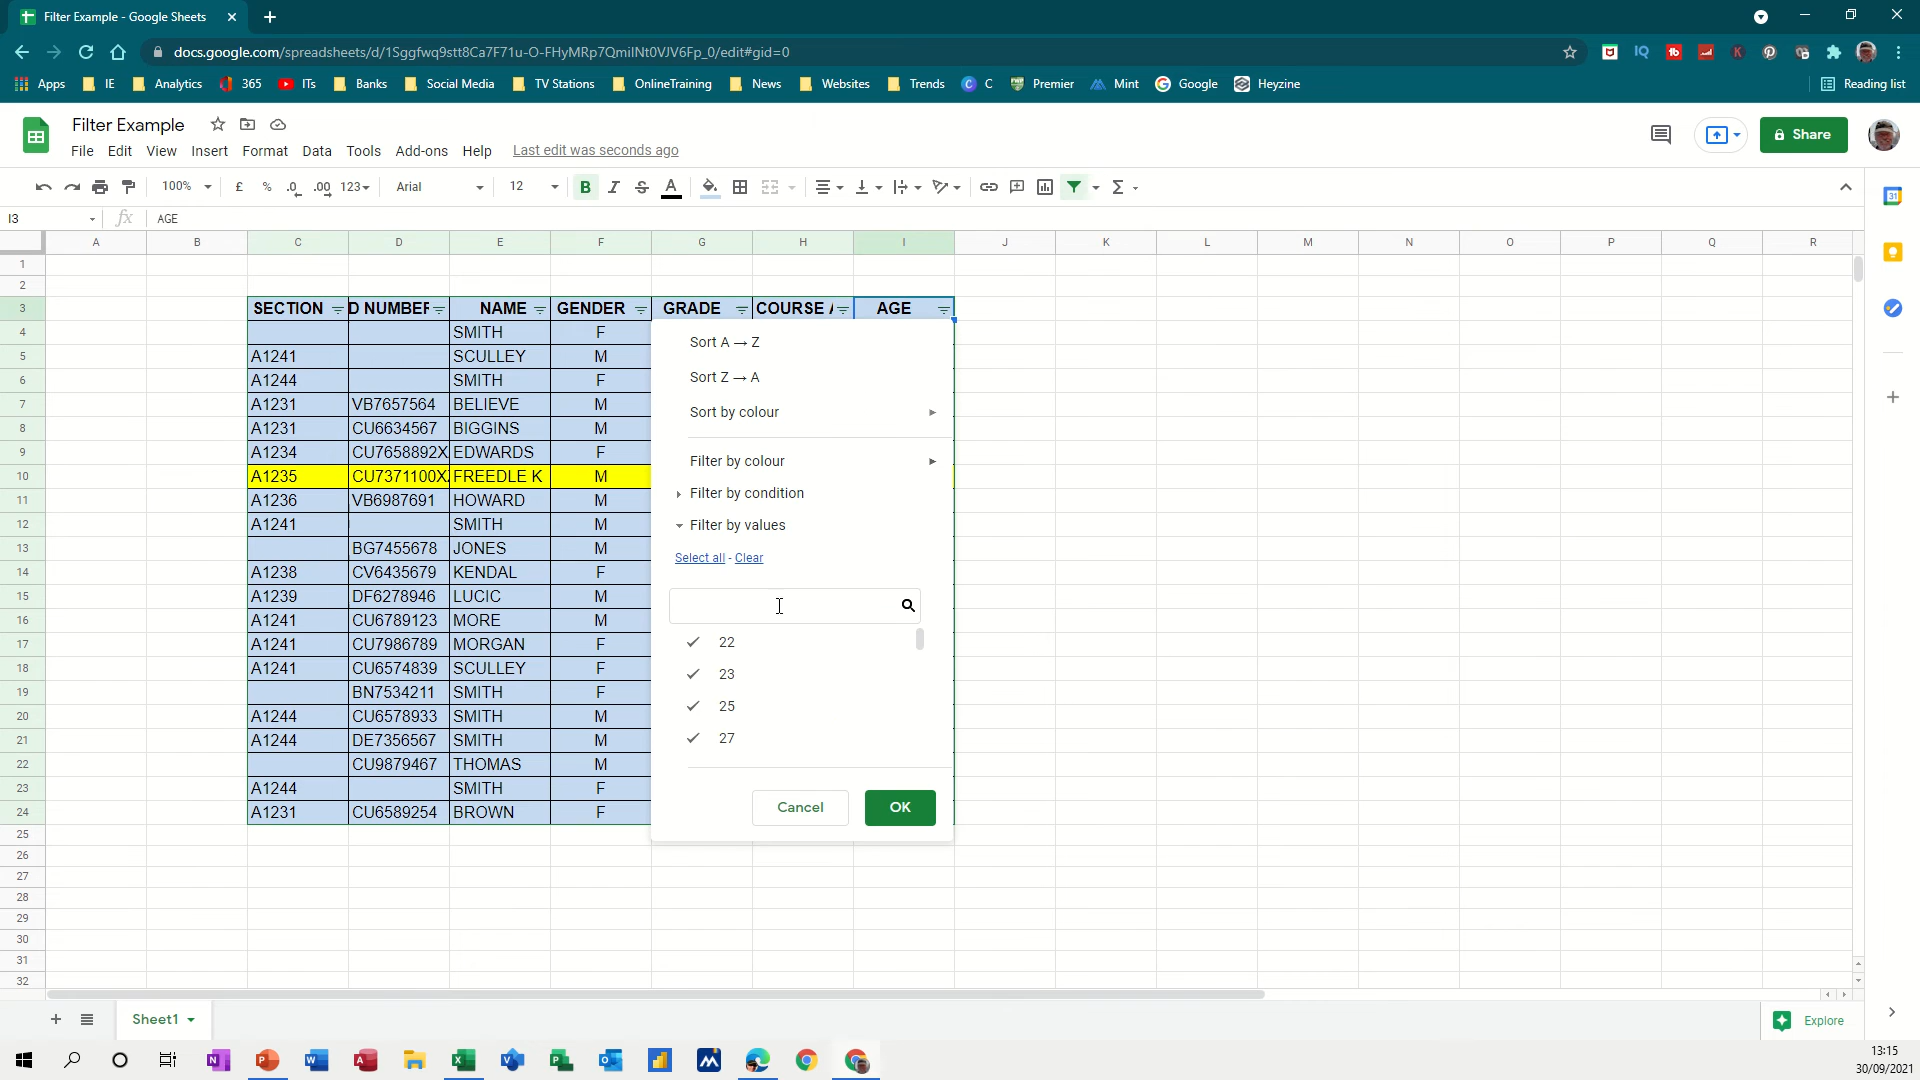 Filter Example - Google Sheets
docs.google.com/spreadsheets/d/1Sggfwq9stt8Ca7F71u-O-FHyMRp7QmilNt0VJV6Fp_0/edit#gid=0
Apps IE Analytics 365 ITs Banks Social Media TV Stations OnlineTraining News Websites Trends C Premier Mint Google Heyzine Reading list
Filter Example
Share
File Edit View Insert Format Data Tools Add-ons Help Last edit was seconds ago
100% £ % .0 .00 123 Arial 12 B I S A
I3 fx AGE
A B C D E F G H I J K L M N O P Q R
1
2
3 SECTION D NUMBER NAME GENDER GRADE COURSE AGE
4 SMITH F
5 A1241 SCULLEY M
6 A1244 SMITH F
7 A1231 VB7657564 BELIEVE M
8 A1231 CU6634567 BIGGINS M
9 A1234 CU7658892X EDWARDS F
10 A1235 CU7371100X FREEDLE K M
11 A1236 VB6987691 HOWARD M
12 A1241 SMITH M
13 BG7455678 JONES M
14 A1238 CV6435679 KENDAL F
15 A1239 DF6278946 LUCIC M
16 A1241 CU6789123 MORE M
17 A1241 CU7986789 MORGAN F
18 A1241 CU6574839 SCULLEY F
19 BN7534211 SMITH F
20 A1244 CU6578933 SMITH M
21 A1244 DE7356567 SMITH M
22 CU9879467 THOMAS M
23 A1244 SMITH F
24 A1231 CU6589254 BROWN F
25
26
27
28
29
30
31
32
Sort A → Z
Sort Z → A
Sort by colour
Filter by colour
Filter by condition
Filter by values
Select all - Clear
22
23
25
27
Cancel OK
Sheet1
Explore
13:15
30/09/2021